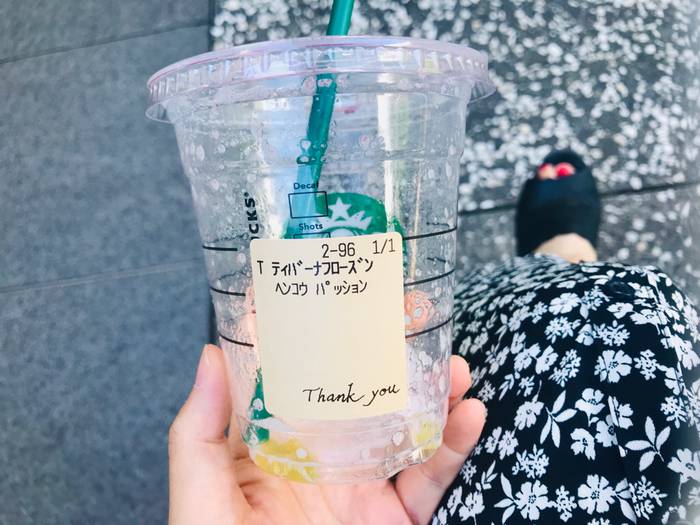 CKS®
Decaf
Shots
2-96 1/1
T ティバーナフローズン
ヘンコウ パッション
Thank you